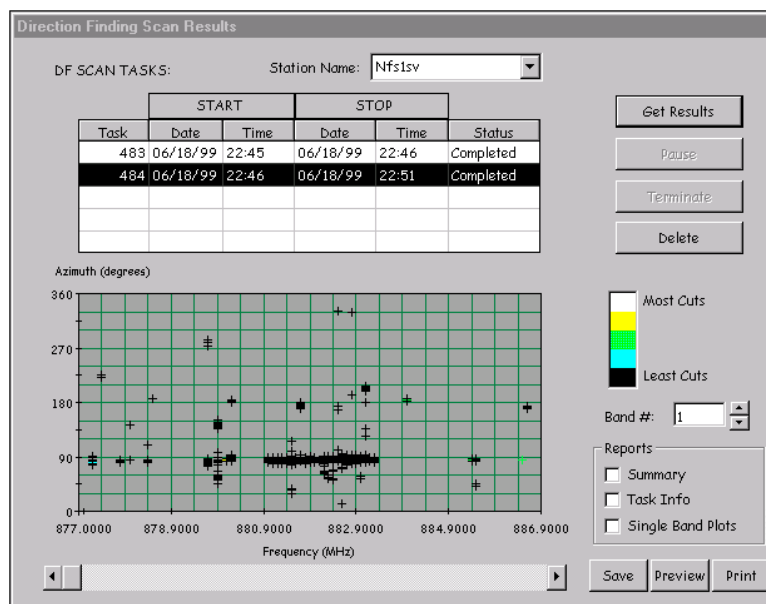 Direction Finding Scan Results
DF SCAN TASKS:
Station Name: Nfs1sv
START STOP
Task Date Time Date Time Status
483 06/18/99 22:45 06/18/99 22:46 Completed
484 06/18/99 22:46 06/18/99 22:51 Completed
Get Results
Pause
Terminate
Delete
Azimuth (degrees)
360
270
180
90
0
877.0000 878.9000 880.9000 882.9000 884.9000 886.9000
Frequency (MHz)
Most Cuts
Least Cuts
Band #: 1
Reports
Summary
Task Info
Single Band Plots
Save Preview Print